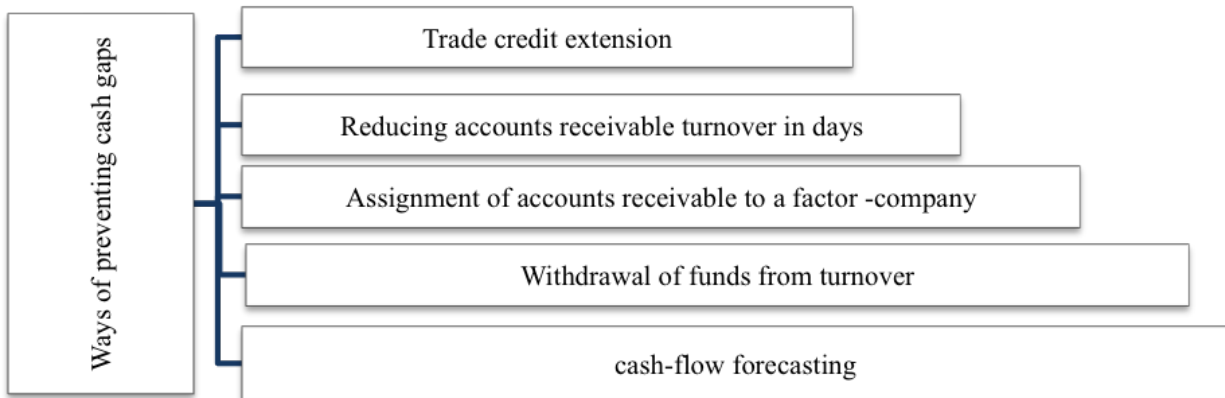 Ways of preventing cash gaps
Trade credit extension
Reducing accounts receivable turnover in days
Assignment of accounts receivable to a factor -company
Withdrawal of funds from turnover
cash-flow forecasting